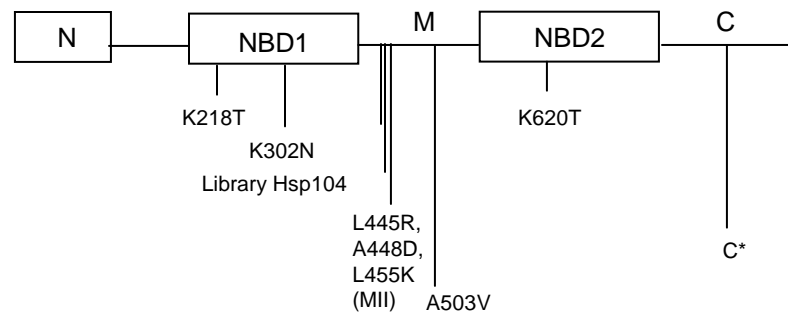 N
NBD1
M
NBD2
C
K218T
K620T
K302N
Library Hsp104
L445R,
A448D,
L455K
(MII)
A503V
C*